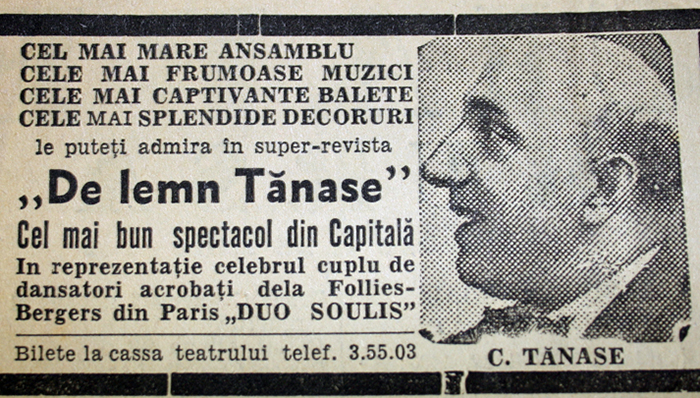 CEL MAI MARE ANSAMBLU
CELE MAI FRUMOASE MUZICI
CELE MAI CAPTIVANTE BALETE
CELE MAI SPLENDIDE DECORURI
le puteți admira în super-revista
„De lemn Tănase”
Cel mai bun spectacol din Capitală
In reprezentație celebrul cuplu de
dansatori acrobați dela Follies-
Bergers din Paris „DUO SOULIS”
Bilete la cassa teatrului telef. 3.55.03
C. TĂNASE